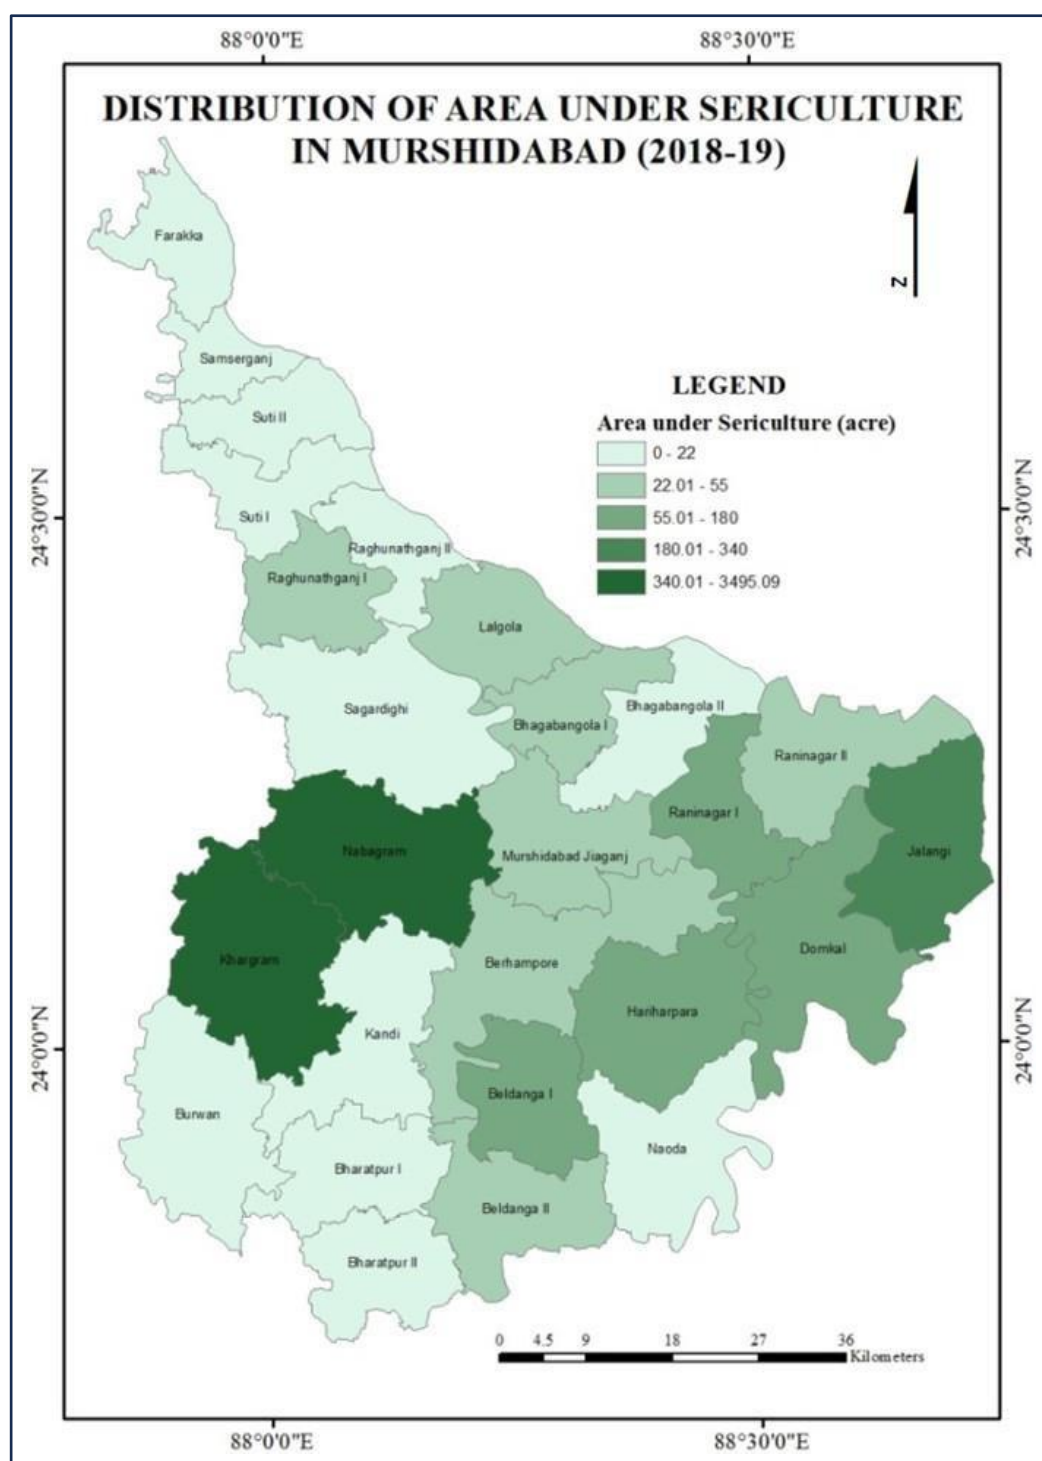 88°0'0"E
88°30'0"E
DISTRIBUTION OF AREA UNDER SERICULTURE
IN MURSHIDABAD (2018-19)
N
Farakka
Samserganj
Suti II
Suti I
Raghunathganj II
Raghunathganj I
Lalgola
Sagardighi
Bhagabangola II
Bhagabangola I
Raninagar II
Raninagar I
Nabagram
Murshidabad Jiaganj
Jalangi
Khargram
Berhampore
Domkal
Hariharpara
Kandi
Beldanga I
Burwan
Naoda
Bharatpur I
Beldanga II
Bharatpur II
LEGEND
Area under Sericulture (acre)
0 - 22
22.01 - 55
55.01 - 180
180.01 - 340
340.01 - 3495.09
24°30'0"N
24°30'0"N
24°0'0"N
24°0'0"N
0 4.5 9 18 27 36
Kilometers
88°0'0"E
88°30'0"E